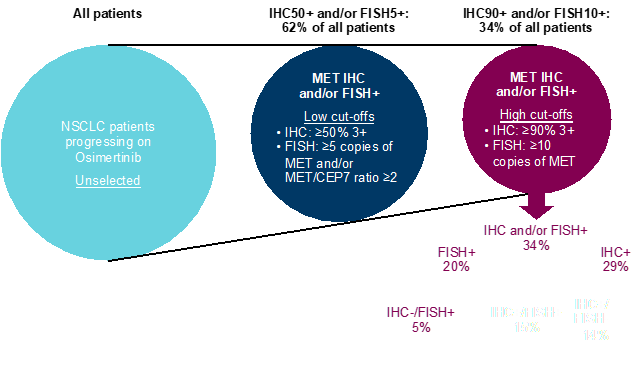 All patients
IHC50+ and/or FISH5+:
62% of all patients
IHC90+ and/or FISH10+:
34% of all patients
NSCLC patients
progressing on
Osimertinib
Unselected
MET IHC
and/or FISH+
Low cut-offs
• IHC: ≥50% 3+
• FISH: ≥5 copies of
MET and/or
MET/CEP7 ratio ≥2
MET IHC
and/or FISH+
High cut-offs
• IHC: ≥90% 3+
• FISH: ≥10
copies of MET
IHC and/or FISH+
34%
FISH+
20%
IHC+
29%
IHC-/FISH+
5%